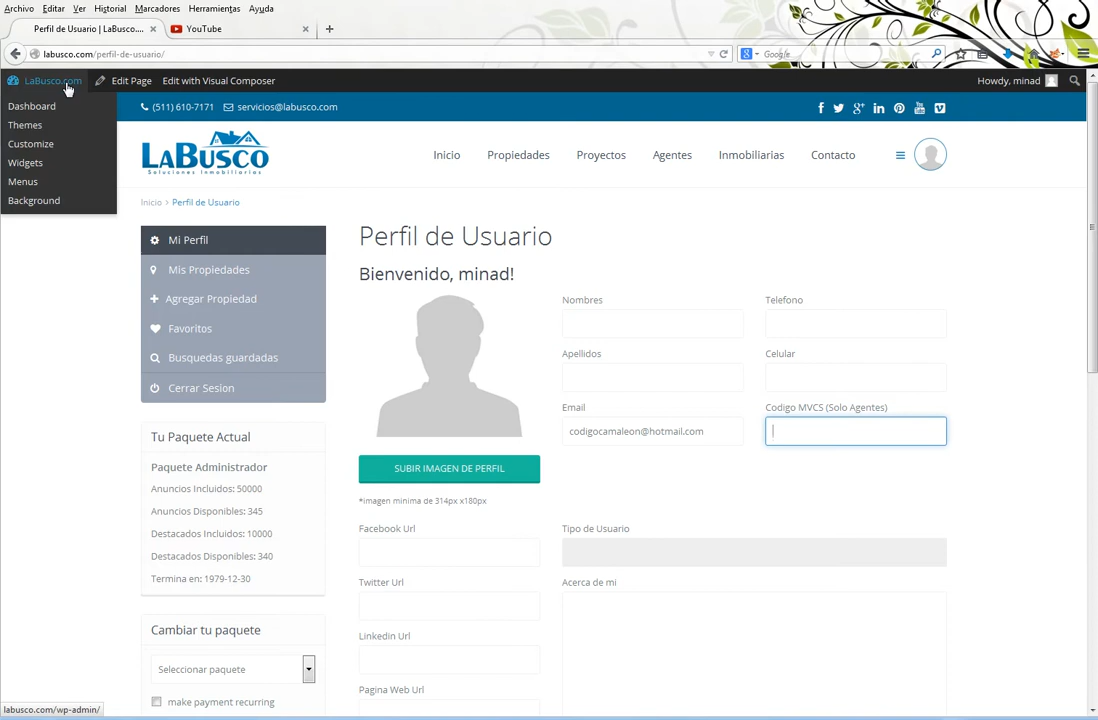 Archivo Editar Ver Historial Marcadores Herramientas Ayuda
Perfil de Usuario | LaBusco.... × YouTube × +
labusco.com/perfil-de-usuario/ Google
LaBusco.com Edit Page Edit with Visual Composer Howdy, minad
Dashboard
Themes
Customize
Widgets
Menus
Background
(511) 610-7171 servicios@labusco.com
LABUSCO
Soluciones Inmobiliarias
Inicio Propiedades Proyectos Agentes Inmobiliarias Contacto
Inicio > Perfil de Usuario
Mi Perfil
Mis Propiedades
Agregar Propiedad
Favoritos
Busquedas guardadas
Cerrar Sesion
Tu Paquete Actual
Paquete Administrador
Anuncios Incluidos: 50000
Anuncios Disponibles: 345
Destacados Incluidos: 10000
Destacados Disponibles: 340
Termina en: 1979-12-30
Cambiar tu paquete
Seleccionar paquete
make payment recurring
Perfil de Usuario
Bienvenido, minad!
SUBIR IMAGEN DE PERFIL
*imagen minima de 314px x180px
Nombres
Telefono
Apellidos
Celular
Email
codigocamaleon@hotmail.com
Codigo MVCS (Solo Agentes)
Facebook Url
Twitter Url
Linkedin Url
Pagina Web Url
Tipo de Usuario
Acerca de mi
labusco.com/wp-admin/